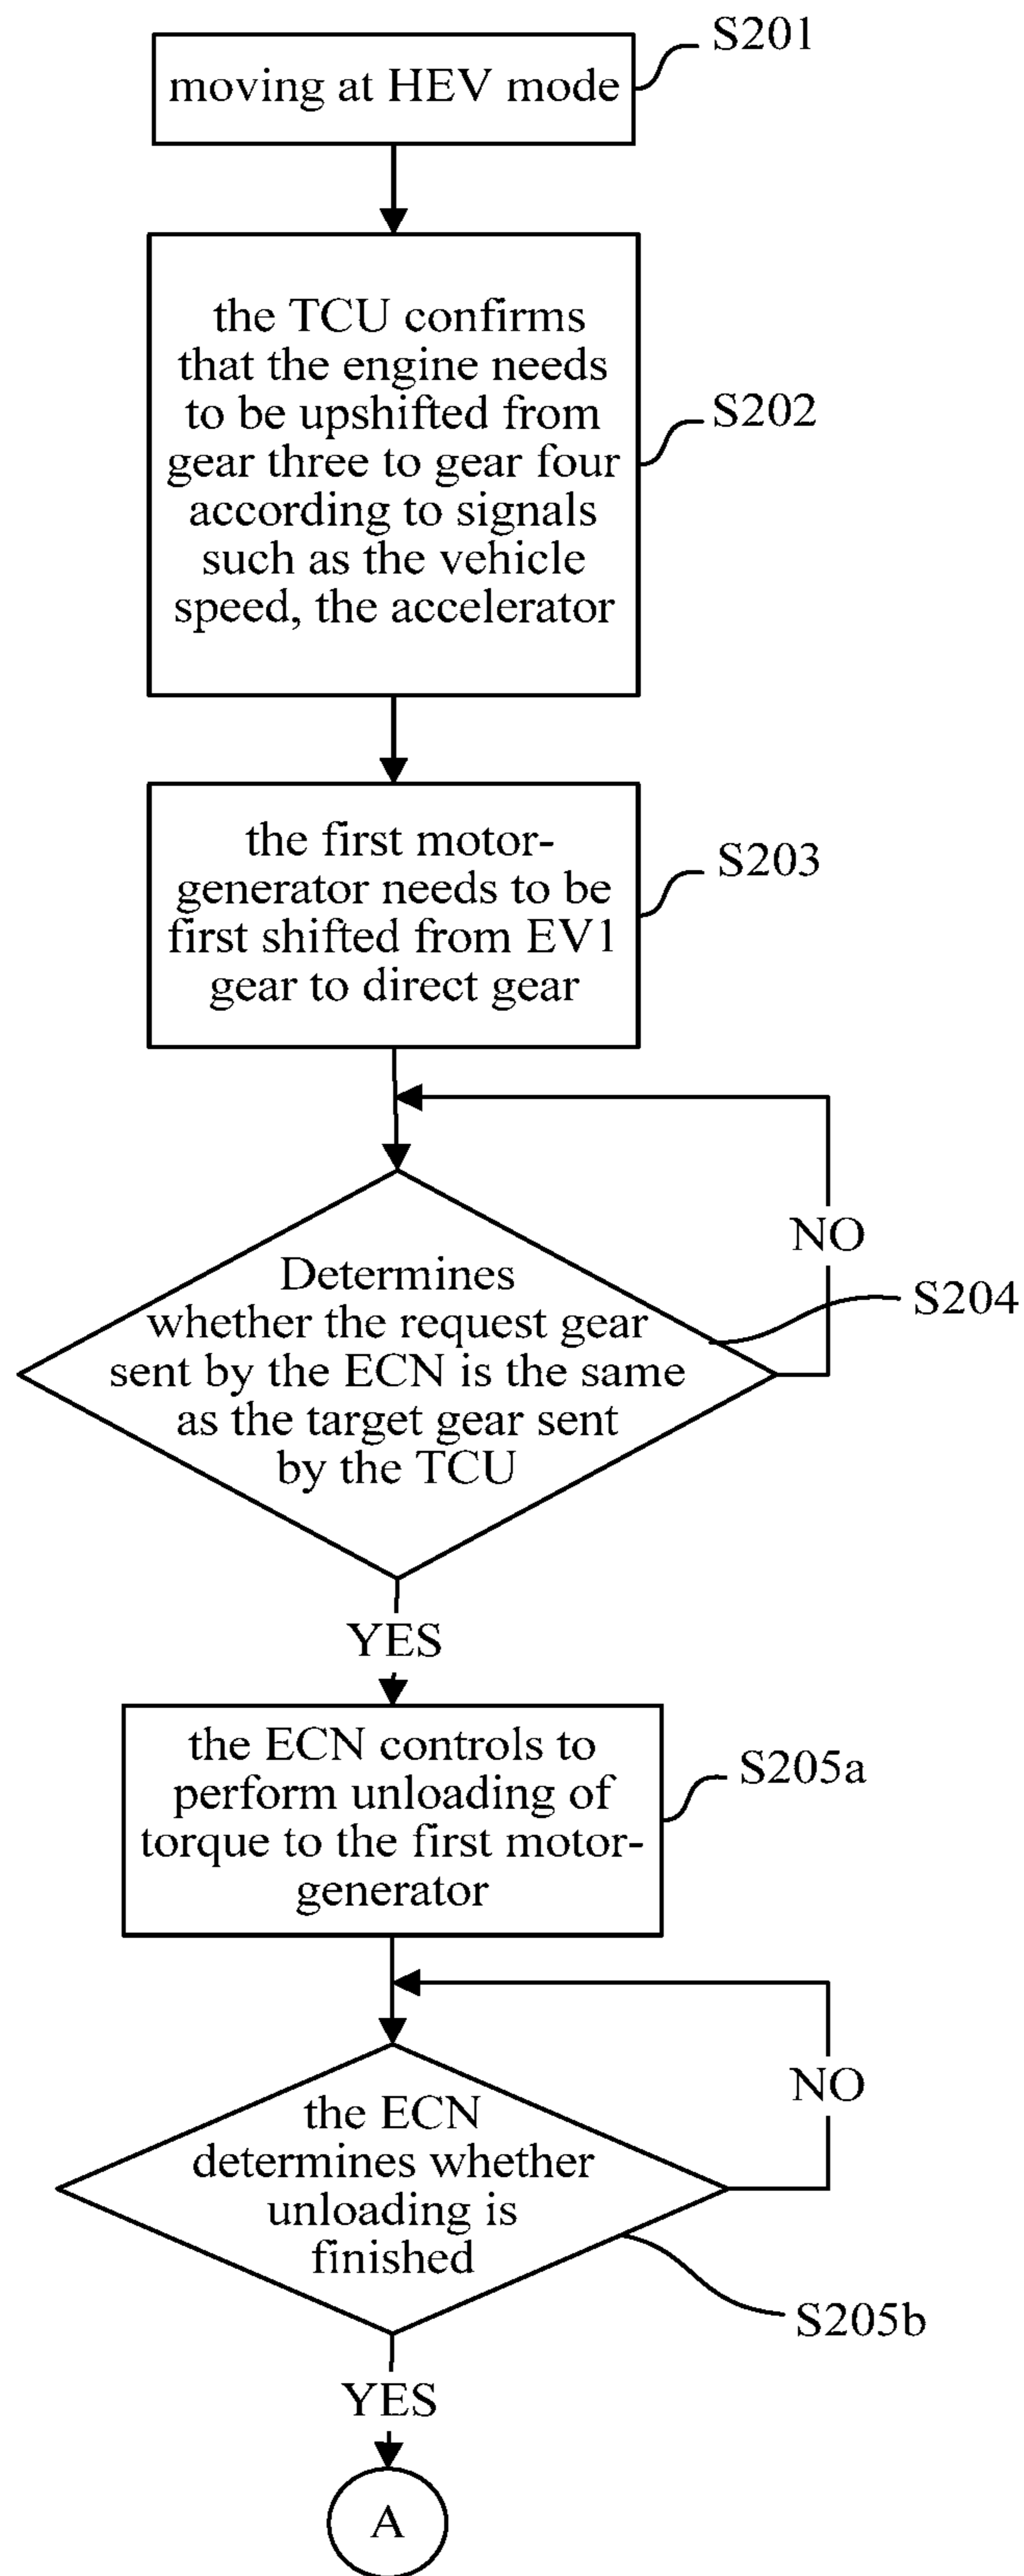 S201
moving at HEV mode
the TCU confirms
that the engine needs
to be upshifted from
gear three to gear four
according to signals
such as the vehicle
speed, the accelerator
S202
the first motor-
generator needs to be
first shifted from EV1
gear to direct gear
S203
NO
Determines
whether the request gear
sent by the ECN is the same
as the target gear sent
by the TCU
S204
YES
the ECN controls to
perform unloading of
torque to the first motor-
generator
S205a
NO
the ECN
determines whether
unloading is
finished
S205b
YES
A